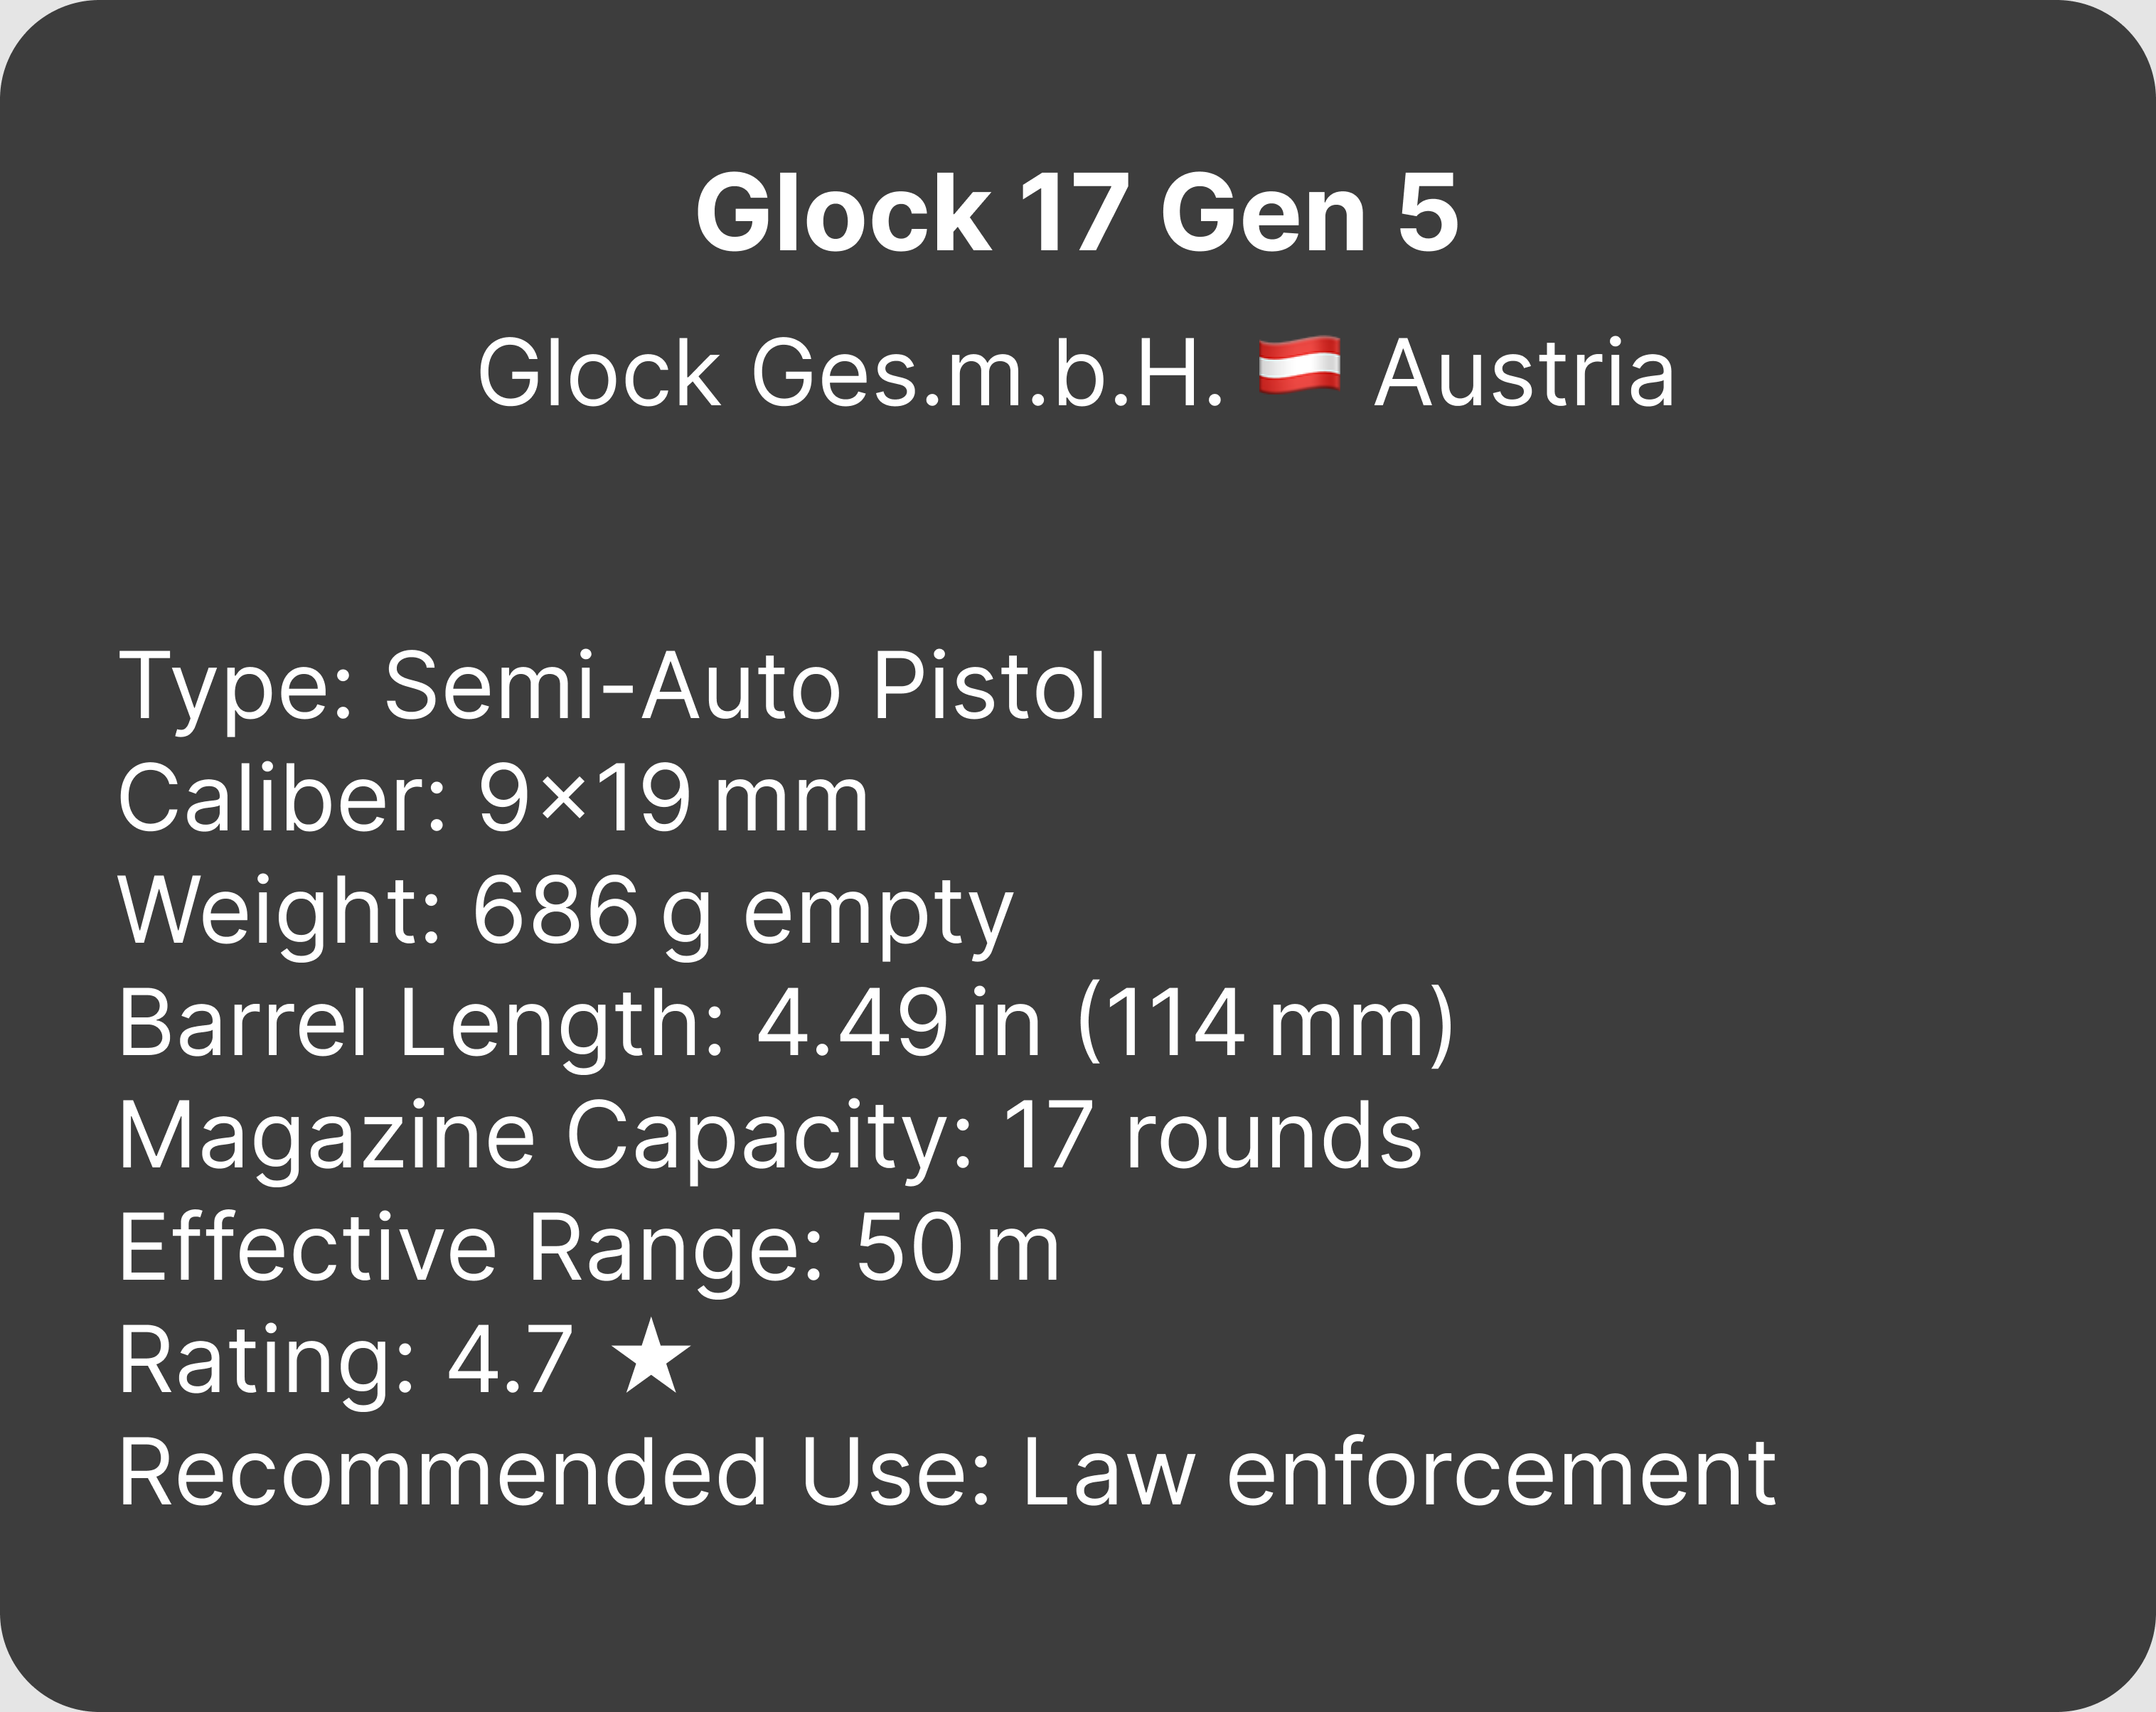 Glock 17 Gen 5
Glock Ges.m.b.H. 🇦🇹 Austria
Type: Semi-Auto Pistol
Caliber: 9×19 mm
Weight: 686 g empty
Barrel Length: 4.49 in (114 mm)
Magazine Capacity: 17 rounds
Effective Range: 50 m
Rating: 4.7 ★
Recommended Use: Law enforcement